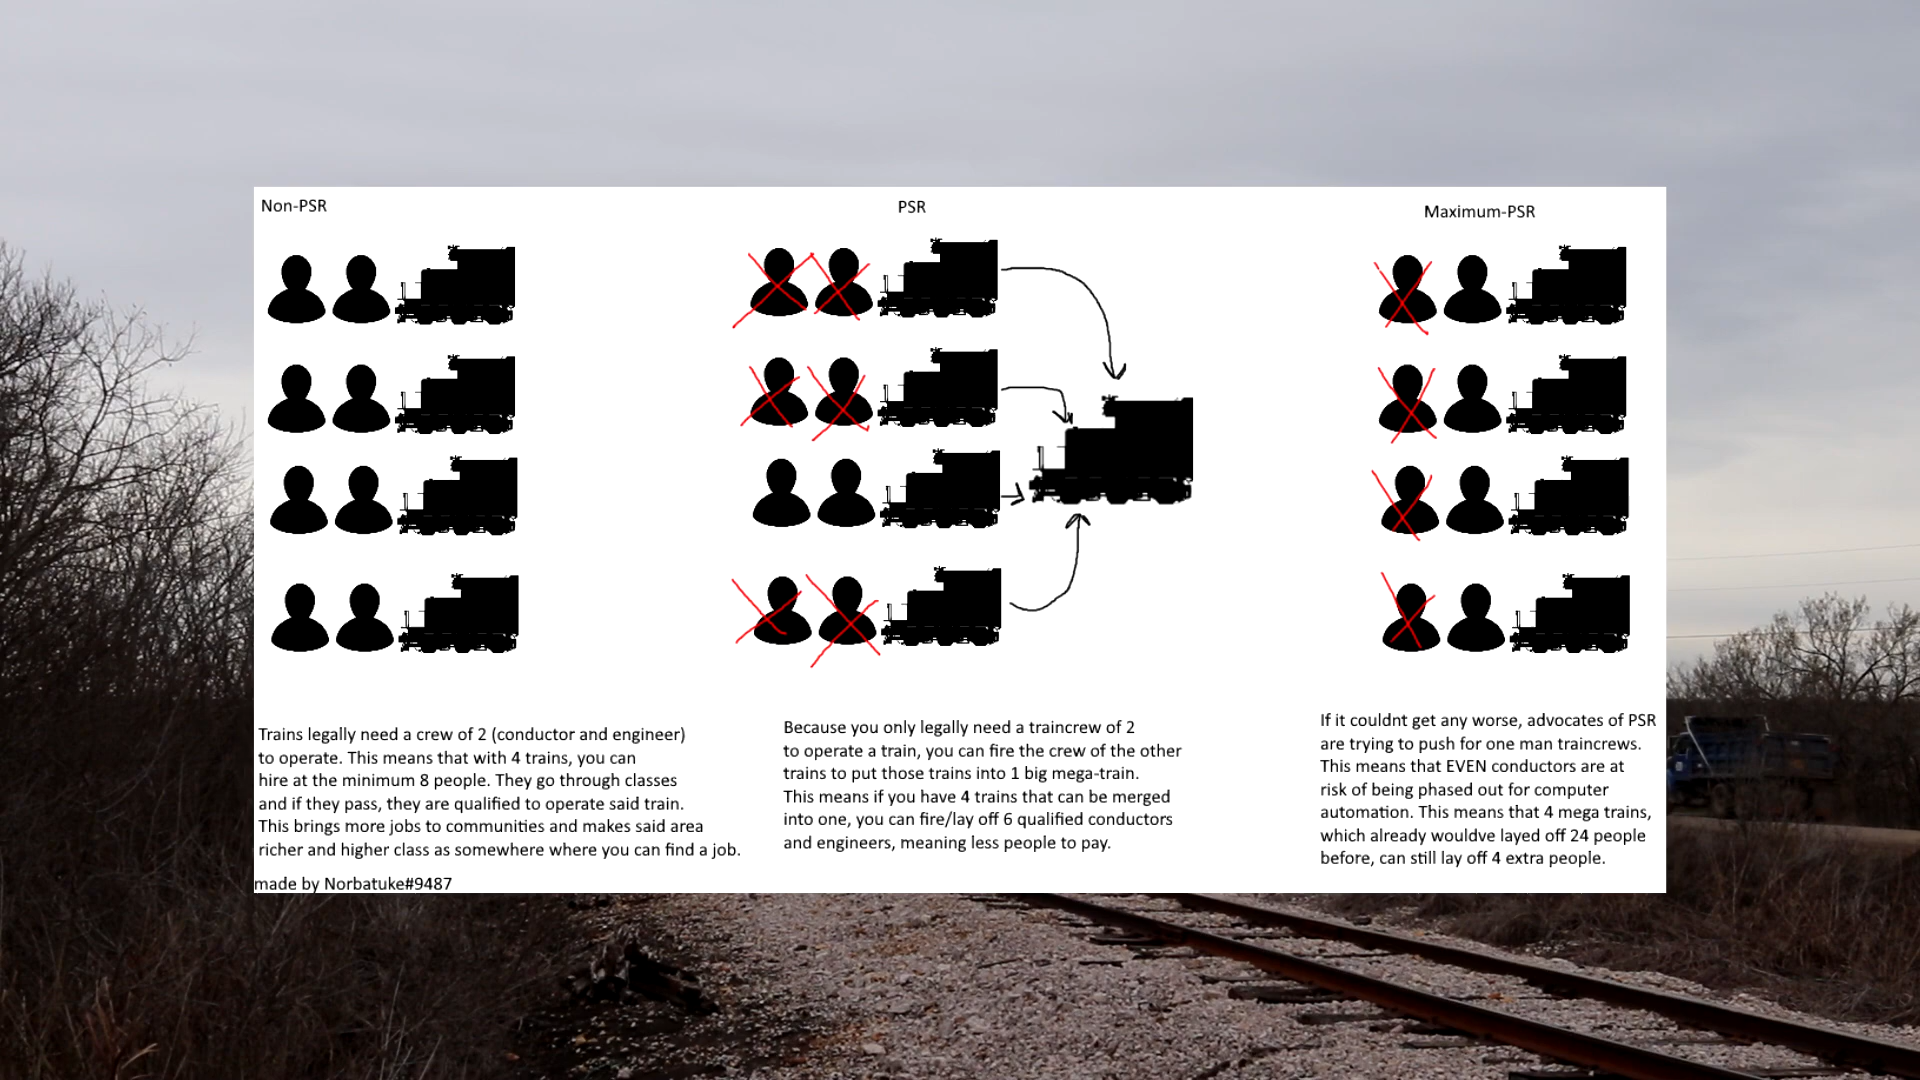 Non-PSR
PSR
Maximum-PSR
Trains legally need a crew of 2 (conductor and engineer)
to operate. This means that with 4 trains, you can
hire at the minimum 8 people. They go through classes
and if they pass, they are qualified to operate said train.
This brings more jobs to communities and makes said area
richer and higher class as somewhere where you can find a job.
made by Norbatuke#9487
Because you only legally need a traincrew of 2
to operate a train, you can fire the crew of the other
trains to put those trains into 1 big mega-train.
This means if you have 4 trains that can be merged
into one, you can fire/lay off 6 qualified conductors
and engineers, meaning less people to pay.
If it couldnt get any worse, advocates of PSR
are trying to push for one man traincrews.
This means that EVEN conductors are at
risk of being phased out for computer
automation. This means that 4 mega trains,
which already wouldve layed off 24 people
before, can still lay off 4 extra people.